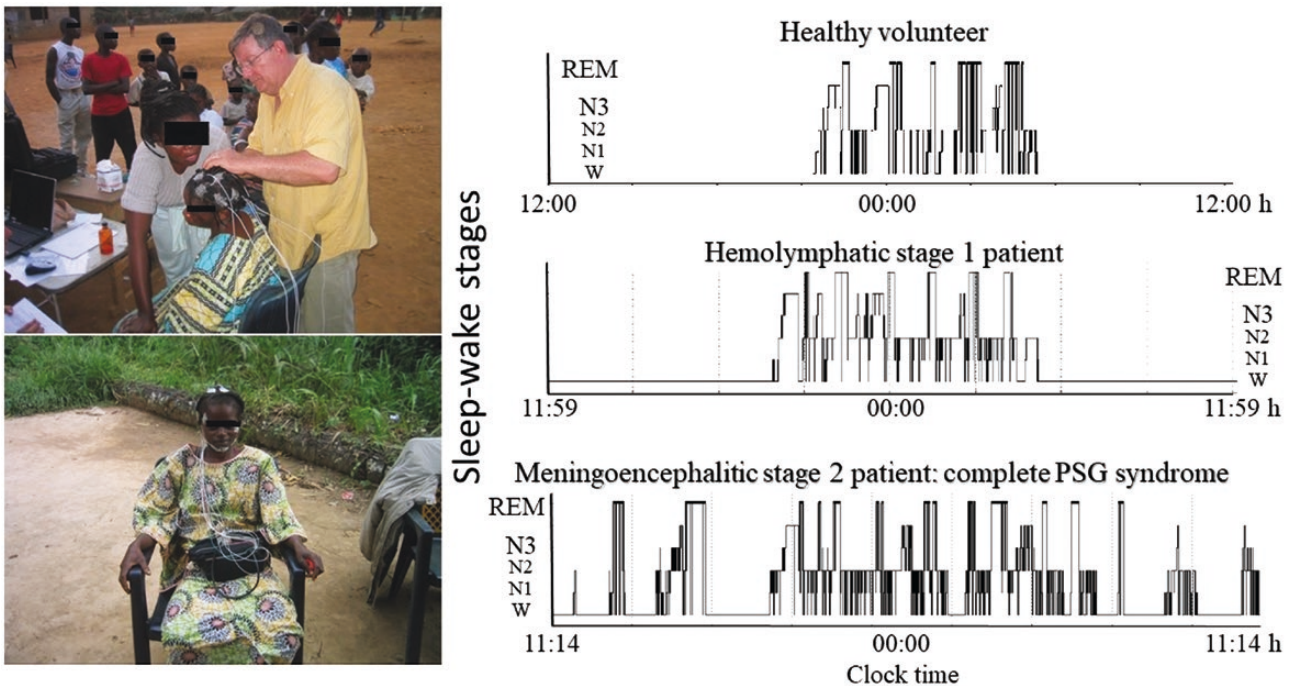 Sleep-wake stages
Healthy volunteer
REM
N3
N2
N1
W
12:00 00:00 12:00 h
Hemolymphatic stage 1 patient
REM
N3
N2
N1
W
11:59 00:00 11:59 h
Meningoencephalitic stage 2 patient: complete PSG syndrome
REM
N3
N2
N1
W
11:14 00:00 11:14 h
Clock time